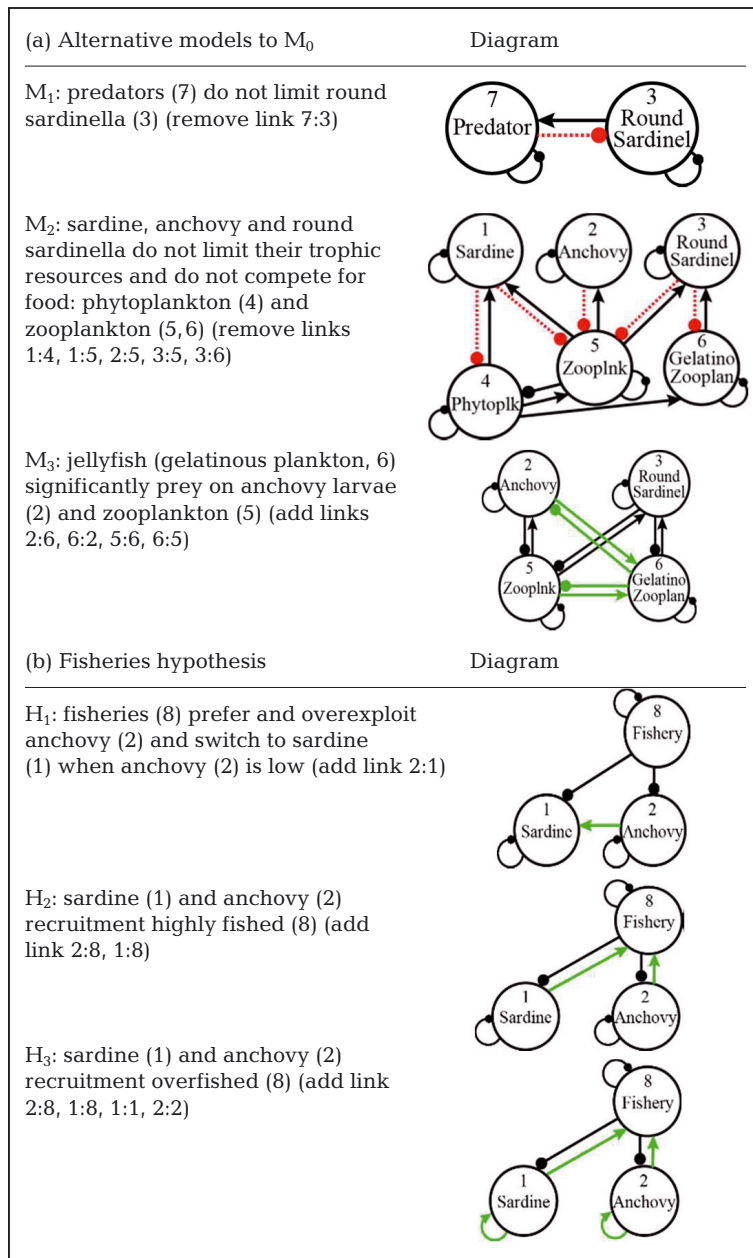 (a) Alternative models to M₀ Diagram
M₁: predators (7) do not limit round
sardinella (3) (remove link 7:3)
7
Predator
3
Round
Sardinel
M₂: sardine, anchovy and round
sardinella do not limit their trophic
resources and do not compete for
food: phytoplankton (4) and
zooplankton (5,6) (remove links
1:4, 1:5, 2:5, 3:5, 3:6)
1
Sardine
2
Anchovy
3
Round
Sardinel
4
Phytoplk
5
Zooplnk
6
Gelatino
Zooplan
M₃: jellyfish (gelatinous plankton, 6)
significantly prey on anchovy larvae
(2) and zooplankton (5) (add links
2:6, 6:2, 5:6, 6:5)
2
Anchovy
3
Round
Sardinel
5
Zooplnk
6
Gelatino
Zooplan
(b) Fisheries hypothesis Diagram
H₁: fisheries (8) prefer and overexploit
anchovy (2) and switch to sardine
(1) when anchovy (2) is low (add link 2:1)
8
Fishery
1
Sardine
2
Anchovy
H₂: sardine (1) and anchovy (2)
recruitment highly fished (8) (add
link 2:8, 1:8)
8
Fishery
1
Sardine
2
Anchovy
H₃: sardine (1) and anchovy (2)
recruitment overfished (8) (add link
2:8, 1:8, 1:1, 2:2)
8
Fishery
1
Sardine
2
Anchovy